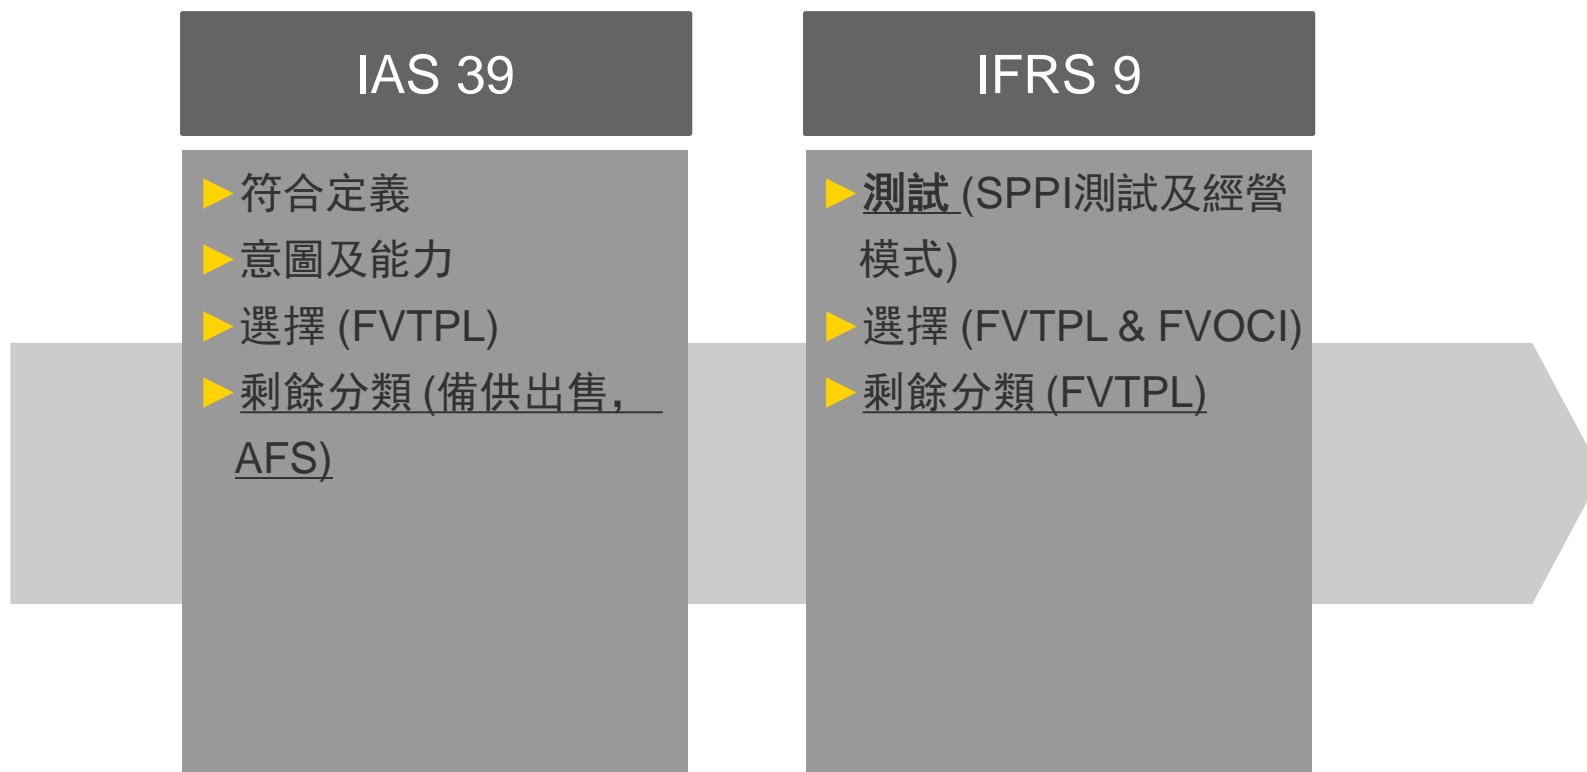 IAS 39
►符合定義
►意圖及能力
►選擇 (FVTPL)
►剩餘分類 (備供出售，
AFS)
IFRS 9
►測試 (SPPI測試及經營
模式)
►選擇 (FVTPL & FVOCI)
►剩餘分類 (FVTPL)